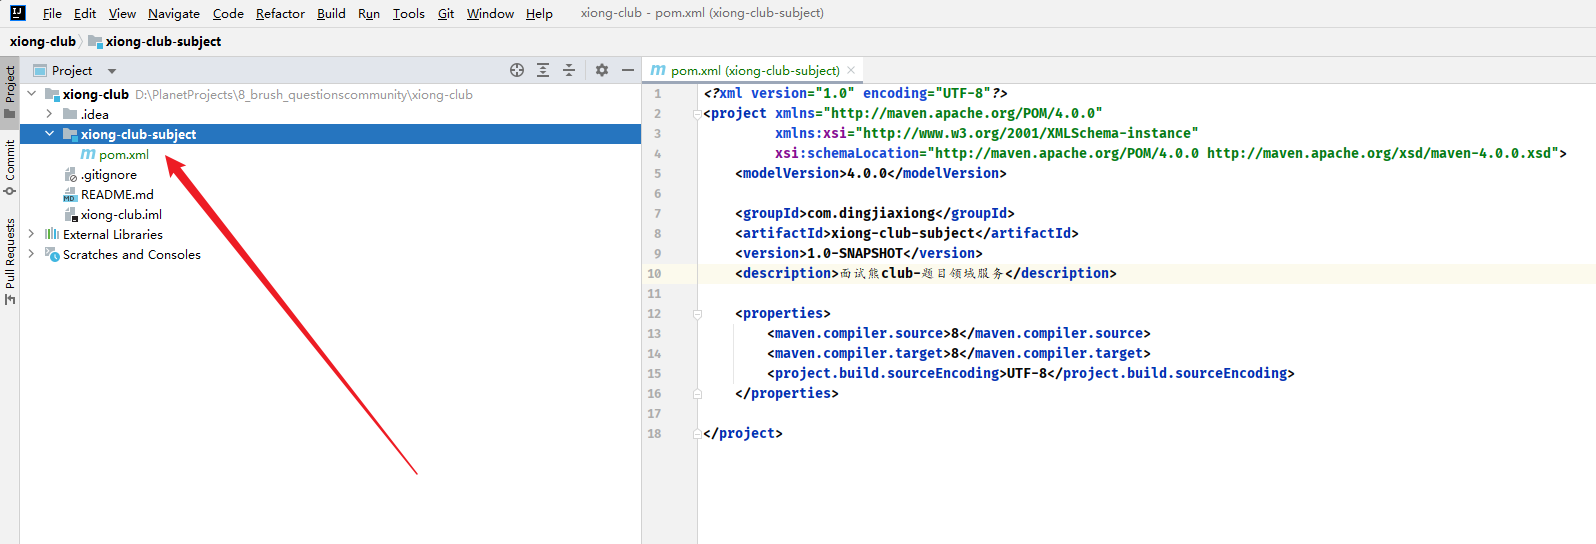 File Edit View Navigate Code Refactor Build Run Tools Git Window Help xiong-club - pom.xml (xiong-club-subject)
xiong-club xiong-club-subject
Project
pom.xml (xiong-club-subject)
Project
Commit
Pull Requests
xiong-club D:\PlanetProjects\8_brush_questionscommunity\xiong-club
.idea
xiong-club-subject
pom.xml
.gitignore
README.md
xiong-club.iml
External Libraries
Scratches and Consoles
1 <?xml version="1.0" encoding="UTF-8"?>
2 <project xmlns="http://maven.apache.org/POM/4.0.0"
3 xmlns:xsi="http://www.w3.org/2001/XMLSchema-instance"
4 xsi:schemaLocation="http://maven.apache.org/POM/4.0.0 http://maven.apache.org/xsd/maven-4.0.0.xsd">
5 <modelVersion>4.0.0</modelVersion>
6
7 <groupId>com.dingjiaxiong</groupId>
8 <artifactId>xiong-club-subject</artifactId>
9 <version>1.0-SNAPSHOT</version>
10 <description>面试熊club-题目领域服务</description>
11
12 <properties>
13 <maven.compiler.source>8</maven.compiler.source>
14 <maven.compiler.target>8</maven.compiler.target>
15 <project.build.sourceEncoding>UTF-8</project.build.sourceEncoding>
16 </properties>
17
18 </project>